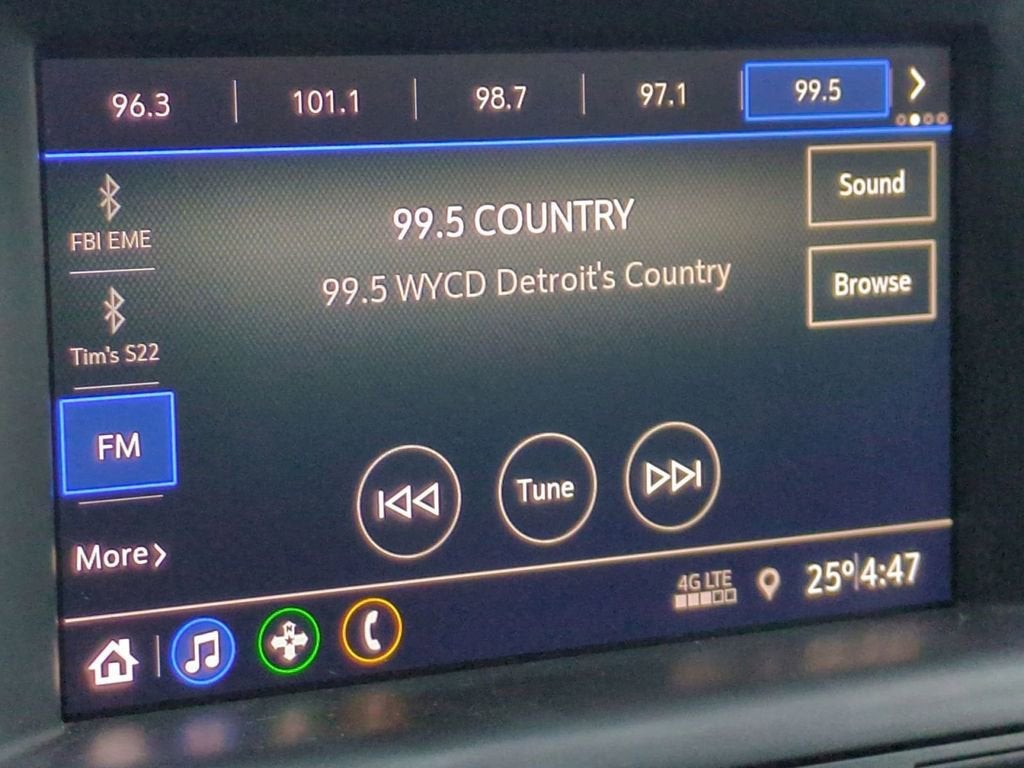 96.3
101.1
98.7
97.1
99.5
FBI EME
Tim's S22
FM
More
99.5 COUNTRY
99.5 WYCD Detroit's Country
Sound
Browse
Tune
4G LTE
25° 4:47
N